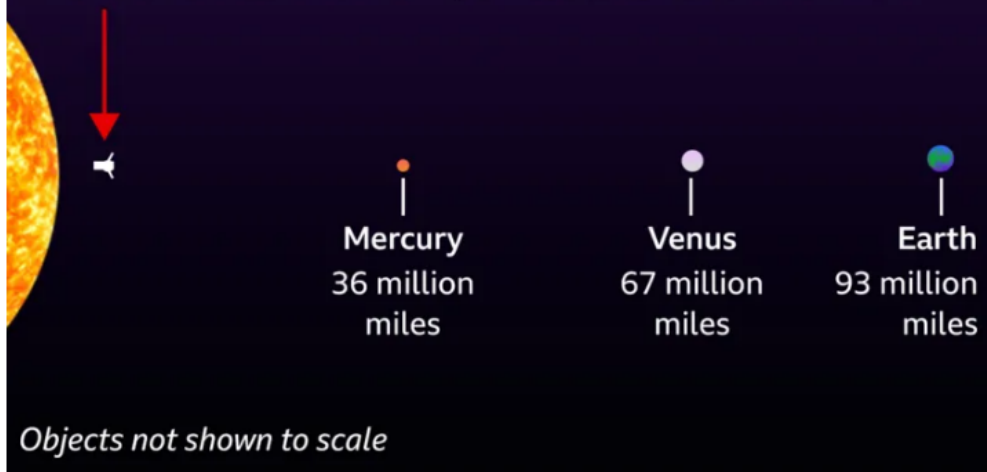 Mercury
36 million
miles
Venus
67 million
miles
Earth
93 million
miles
Objects not shown to scale